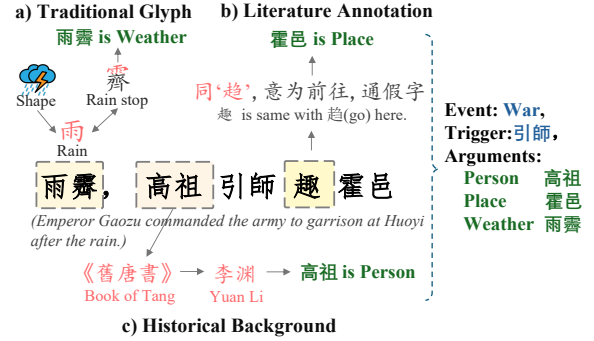 a) Traditional Glyph
b) Literature Annotation
雨霽 is Weather
霍邑 is Place
霽
Shape
Rain stop
同‘趋’, 意为前往, 通假字
趣 is same with 趋(go) here.
雨
Rain
雨霽, 高祖 引師 趣 霍邑
(Emperor Gaozu commanded the army to garrison at Huoyi
after the rain.)
《舊唐書》
李渊
高祖 is Person
Book of Tang
Yuan Li
c) Historical Background
Event: War,
Trigger:引師,
Arguments:
Person 高祖
Place 霍邑
Weather 雨霽